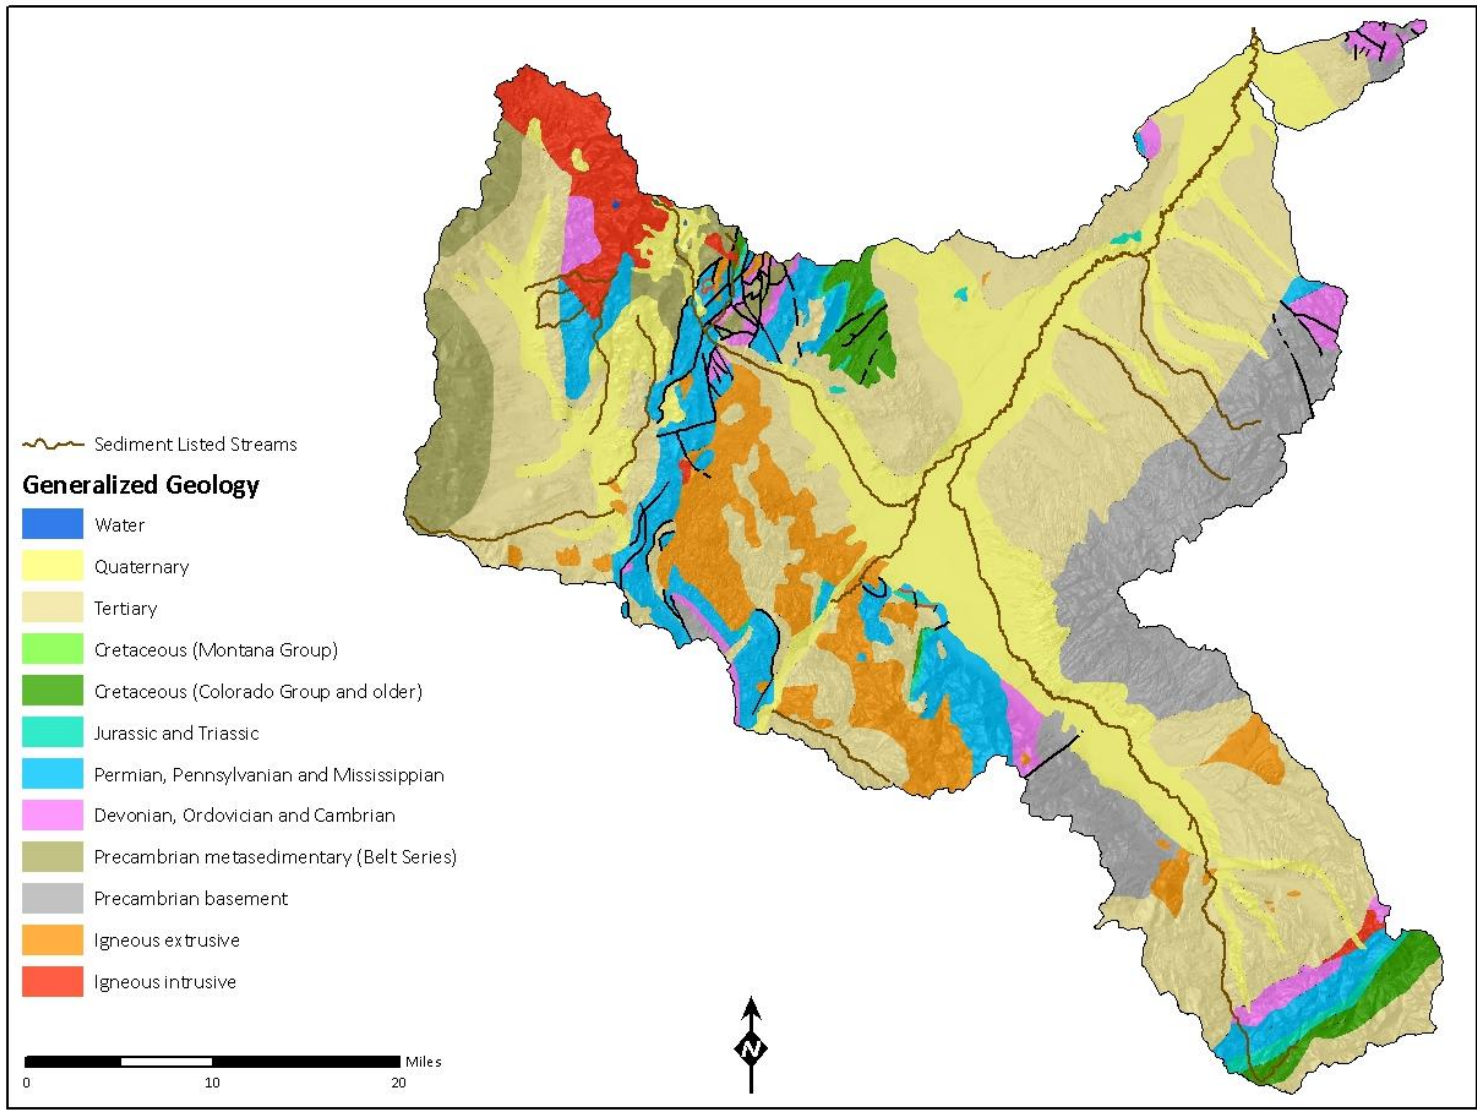 Sediment Listed Streams
Generalized Geology
Water
Quaternary
Tertiary
Cretaceous (Montana Group)
Cretaceous (Colorado Group and older)
Jurassic and Triassic
Permian, Pennsylvanian and Mississippian
Devonian, Ordovician and Cambrian
Precambrian metasedimentary (Belt Series)
Precambrian basement
Igneous extrusive
Igneous intrusive
Miles
0 10 20
N